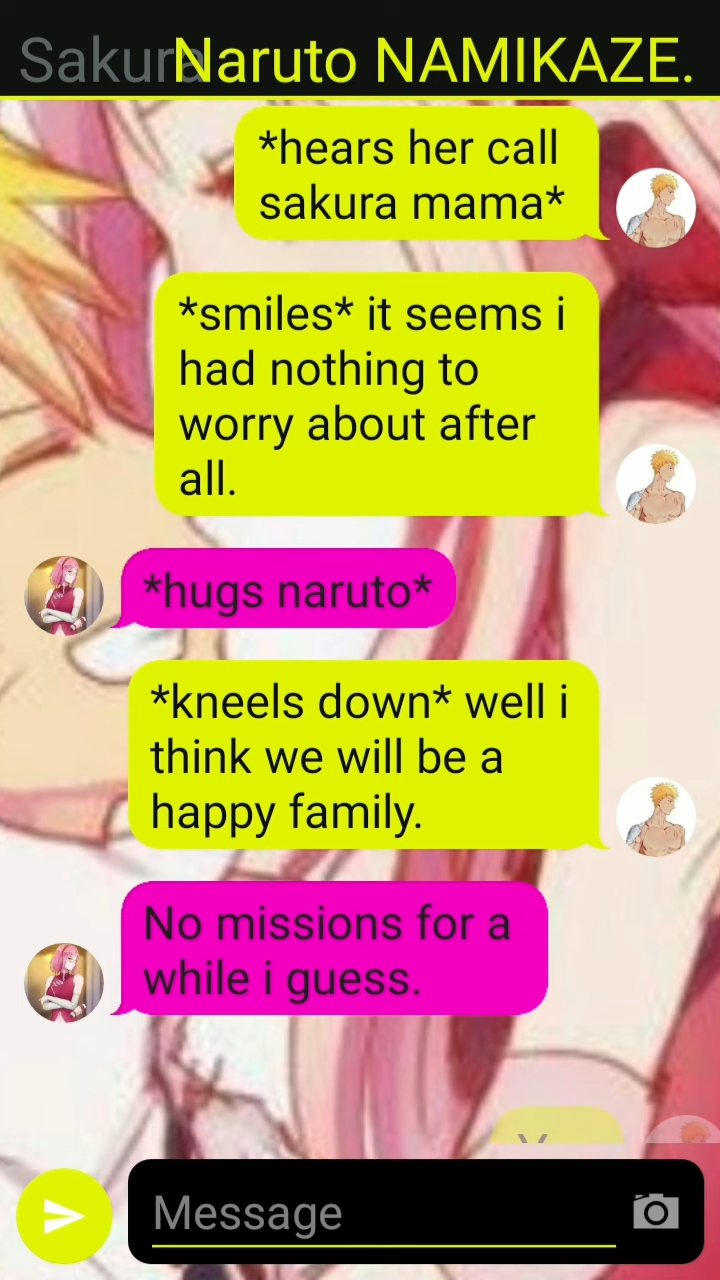 Sakura Naruto NAMIKAZE.
*hears her call
sakura mama*
*smiles* it seems i
had nothing to
worry about after
all.
*hugs naruto*
*kneels down* well i
think we will be a
happy family.
No missions for a
while i guess.
Message